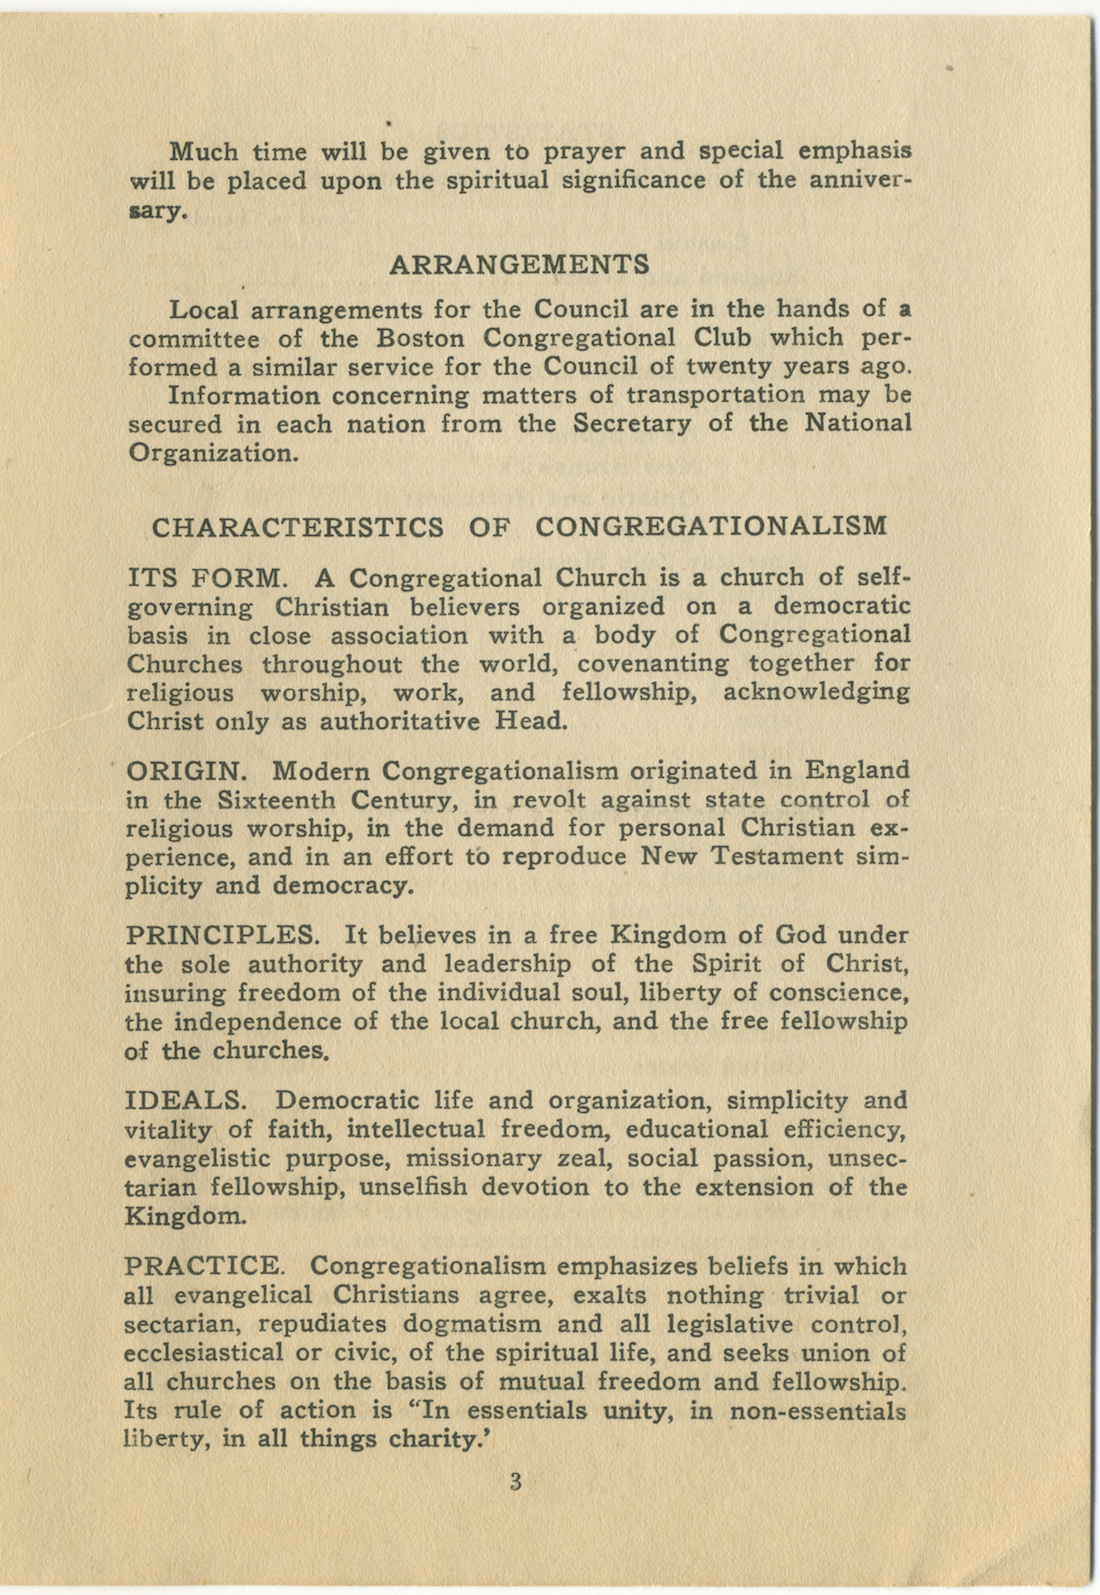 Much time will be given to prayer and special emphasis
will be placed upon the spiritual significance of the anniver-
sary.
ARRANGEMENTS
Local arrangements for the Council are in the hands of a
committee of the Boston Congregational Club which per-
formed a similar service for the Council of twenty years ago.
Information concerning matters of transportation may be
secured in each nation from the Secretary of the National
Organization.
CHARACTERISTICS OF CONGREGATIONALISM
ITS FORM. A Congregational Church is a church of self-
governing Christian believers organized on a democratic
basis in close association with a body of Congregational
Churches throughout the world, covenanting together for
religious worship, work, and fellowship, acknowledging
Christ only as authoritative Head.
ORIGIN. Modern Congregationalism originated in England
in the Sixteenth Century, in revolt against state control of
religious worship, in the demand for personal Christian ex-
perience, and in an effort to reproduce New Testament sim-
plicity and democracy.
PRINCIPLES. It believes in a free Kingdom of God under
the sole authority and leadership of the Spirit of Christ,
insuring freedom of the individual soul, liberty of conscience,
the independence of the local church, and the free fellowship
of the churches.
IDEALS. Democratic life and organization, simplicity and
vitality of faith, intellectual freedom, educational efficiency,
evangelistic purpose, missionary zeal, social passion, unsec-
tarian fellowship, unselfish devotion to the extension of the
Kingdom.
PRACTICE. Congregationalism emphasizes beliefs in which
all evangelical Christians agree, exalts nothing trivial or
sectarian, repudiates dogmatism and all legislative control,
ecclesiastical or civic, of the spiritual life, and seeks union of
all churches on the basis of mutual freedom and fellowship.
Its rule of action is “In essentials unity, in non-essentials
liberty, in all things charity.’
3